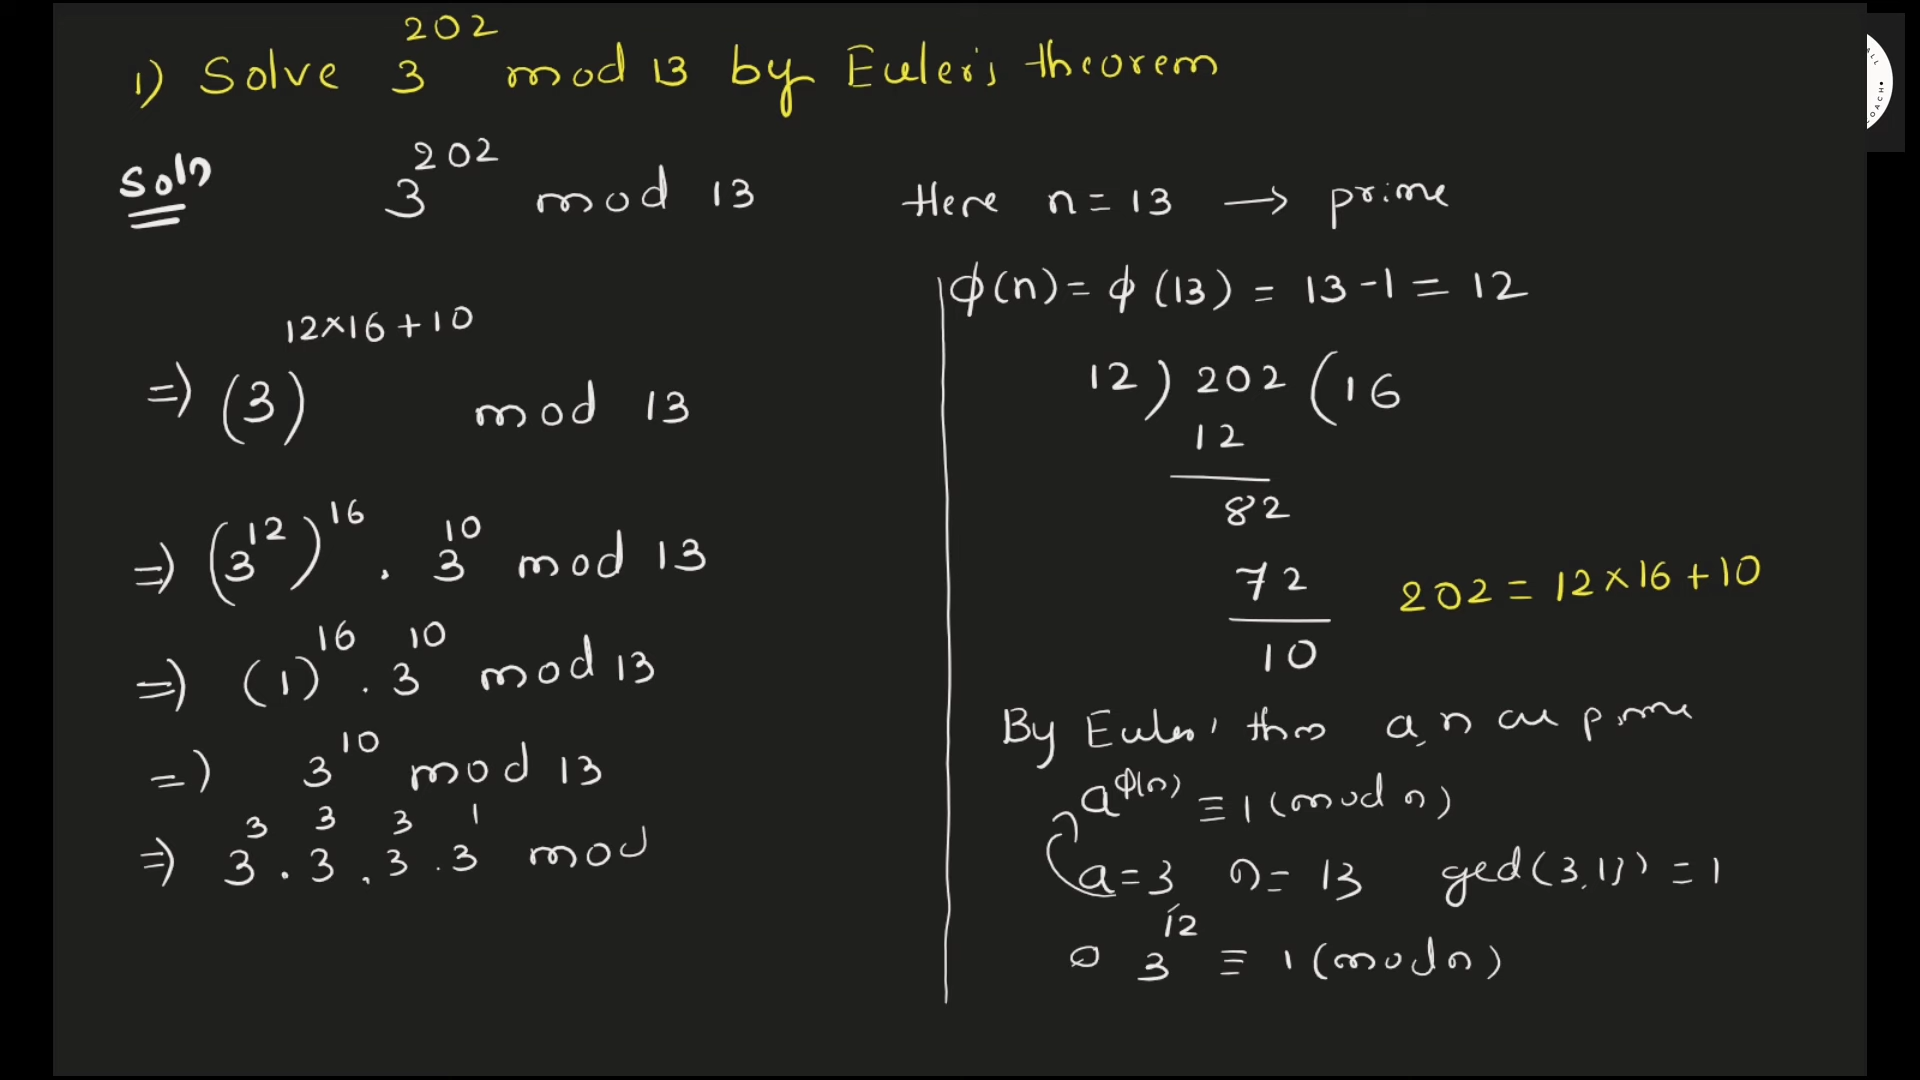 1) Solve 3^202 mod 13 by Euler's theorem
Soln 3^202 mod 13
Here n = 13 → prime
⇒ (3)^12×16+10 mod 13
⇒ (3^12)^16 . 3^10 mod 13
⇒ (1)^16 . 3^10 mod 13
⇒ 3^10 mod 13
⇒ 3^3 . 3^3 . 3^3 . 3^1 mod
ϕ(n) = ϕ(13) = 13-1 = 12
12 ) 202 ( 16
12
82
72
10
202 = 12×16+10
By Euler' thm a, n are prime
a^ϕ(n) ≡ 1 (mod n)
a = 3 n = 13 gcd(3,13) = 1
3^12 ≡ 1 (mod n)